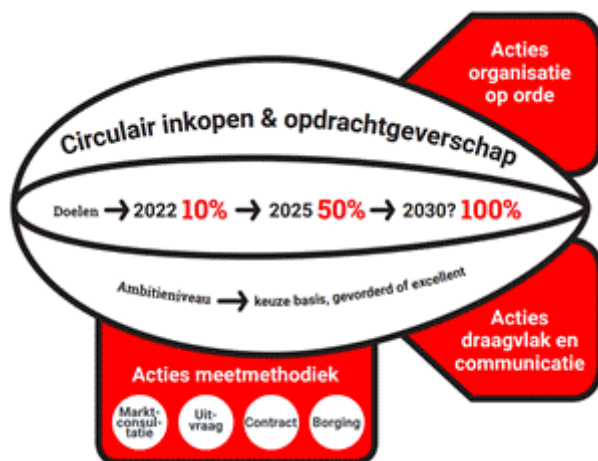 Acties
organisatie
op orde
Circulair inkopen & opdrachtgeverschap
Doelen → 2022 10% → 2025 50% → 2030? 100%
Ambitieniveau → keuze basis, gevorderd of excellent
Acties
draagvlak en
communicatie
Acties meetmethodiek
Markt-
consul-
tatie
Uit-
vraag
Contract
Borging